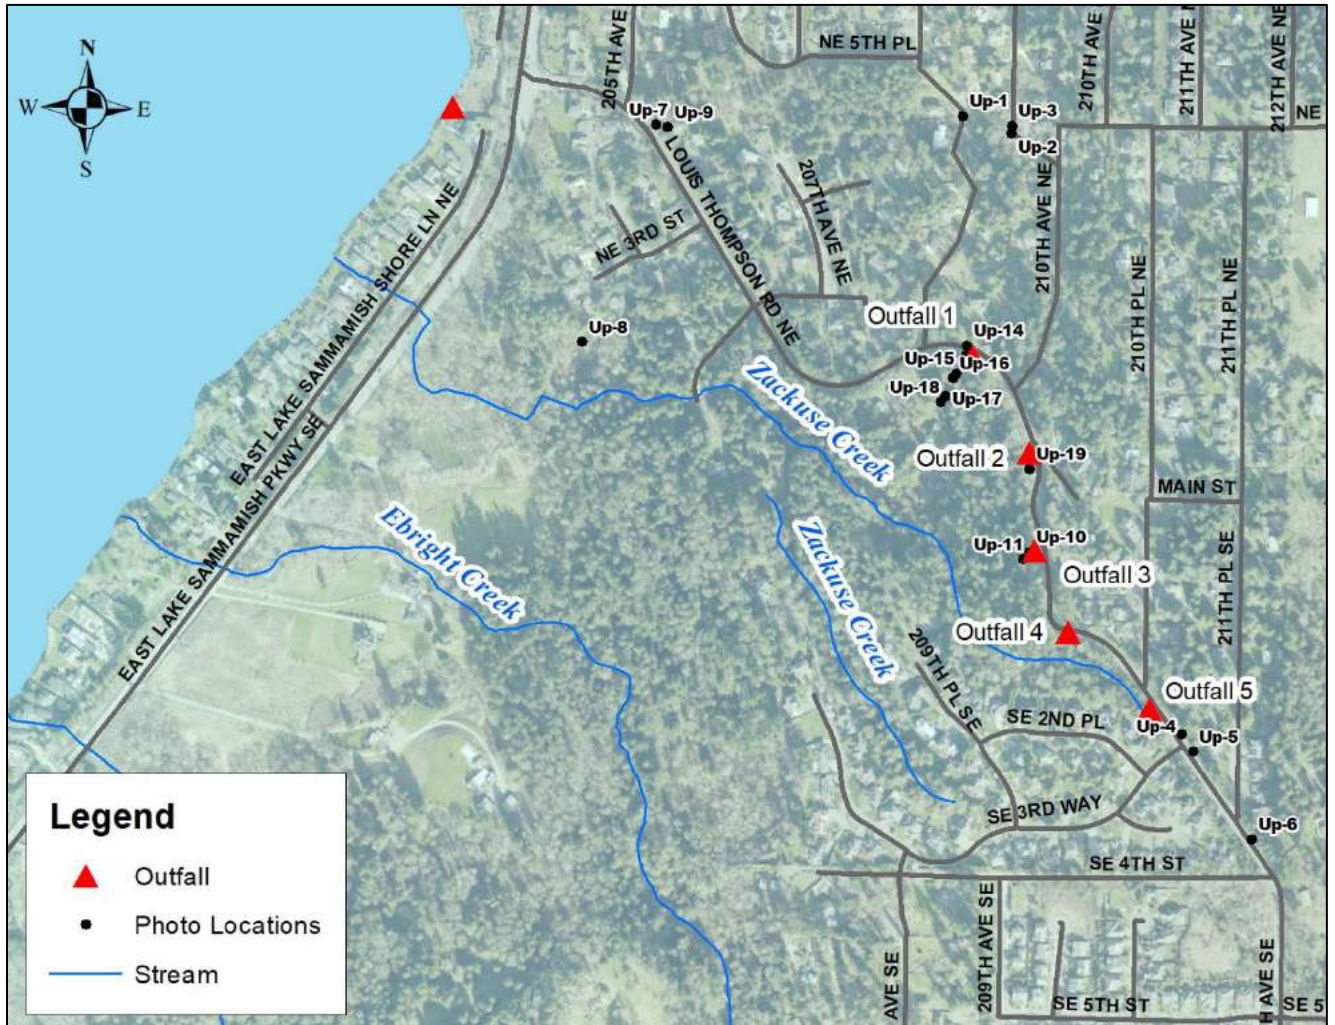 N
W
E
S
205TH AVE
NE 5TH PL
210TH AVE
211TH AVE N
212TH AVE NE
NE
Up-7
Up-9
Up-1
Up-3
Up-2
LOUIS THOMPSON RD NE
207TH AVE NE
210TH AVE NE
NE 3RD ST
210TH PL NE
211TH PL NE
EAST LAKE SAMMAMISH SHORE LN NE
Up-8
Outfall 1
Up-14
Up-15
Up-16
Up-18
Up-17
Zackuse Creek
Outfall 2
Up-19
MAIN ST
EAST LAKE SAMMAMISH PKWY SE
Ebright Creek
Zackuse Creek
Up-11
Up-10
Outfall 3
211TH PL SE
Outfall 4
209TH PL SE
Outfall 5
SE 2ND PL
Up-4
Up-5
SE 3RD WAY
Up-6
SE 4TH ST
Legend
Outfall
Photo Locations
Stream
AVE SE
209TH AVE SE
SE 5TH ST
H AVE SE
SE 5